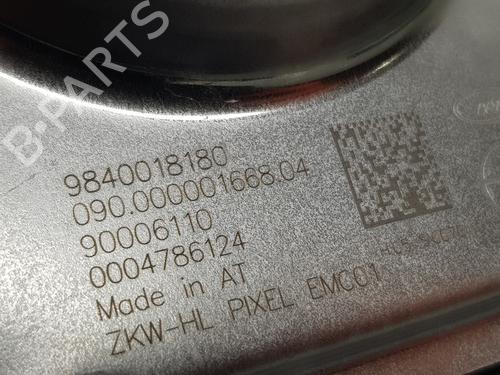 B-PARTS
9840018180
090.000001668.04
90006110
0004786124
Made in AT
ZKW-HL PIXEL EMC01